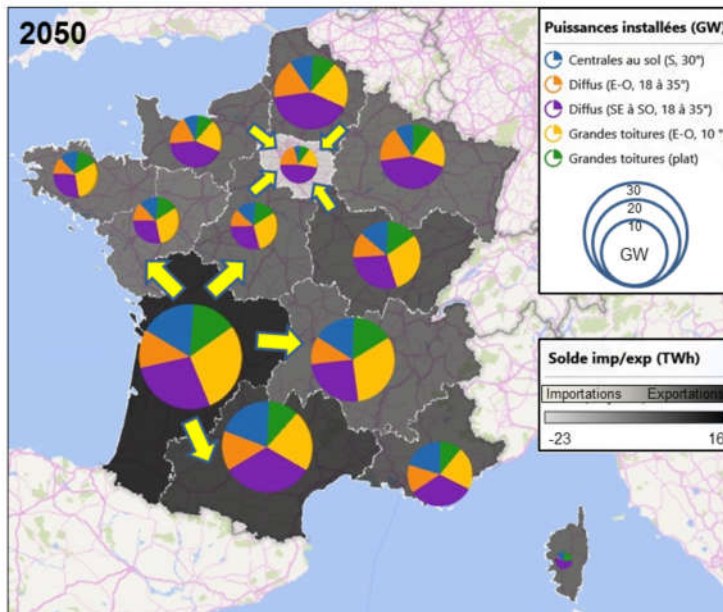 2050
Puissances installées (GW)
Centrales au sol (S, 30°)
Diffus (E-O, 18 à 35°)
Diffus (SE à SO, 18 à 35°)
Grandes toitures (E-O, 10 °
Grandes toitures (plat)
30
20
10
GW
Solde imp/exp (TWh)
Importations Exportations
-23 16